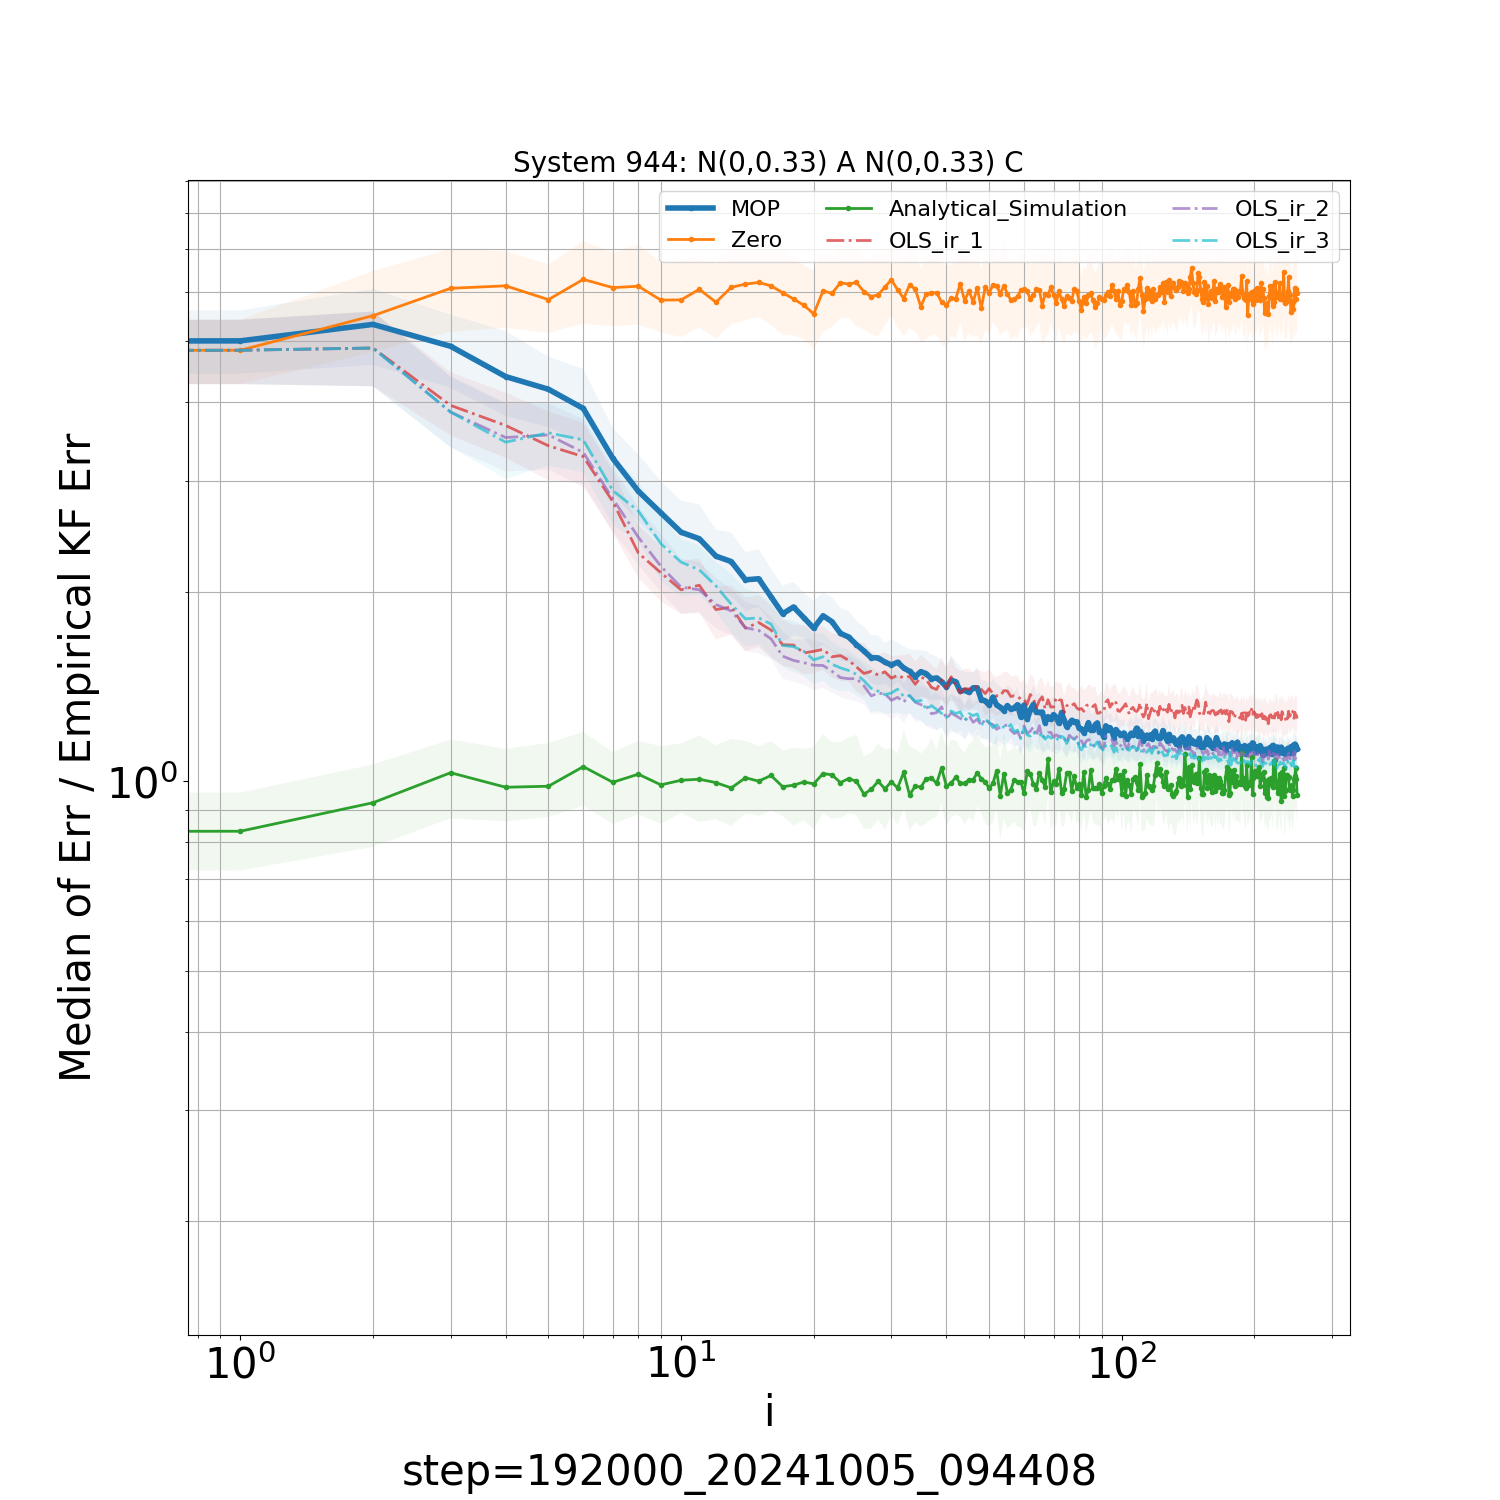 System 944: N(0,0.33) A N(0,0.33) C
MOP
Zero
Analytical_Simulation
OLS_ir_1
OLS_ir_2
OLS_ir_3
Median of Err / Empirical KF Err
10⁰
10⁰
10¹
10²
i
step=192000_20241005_094408